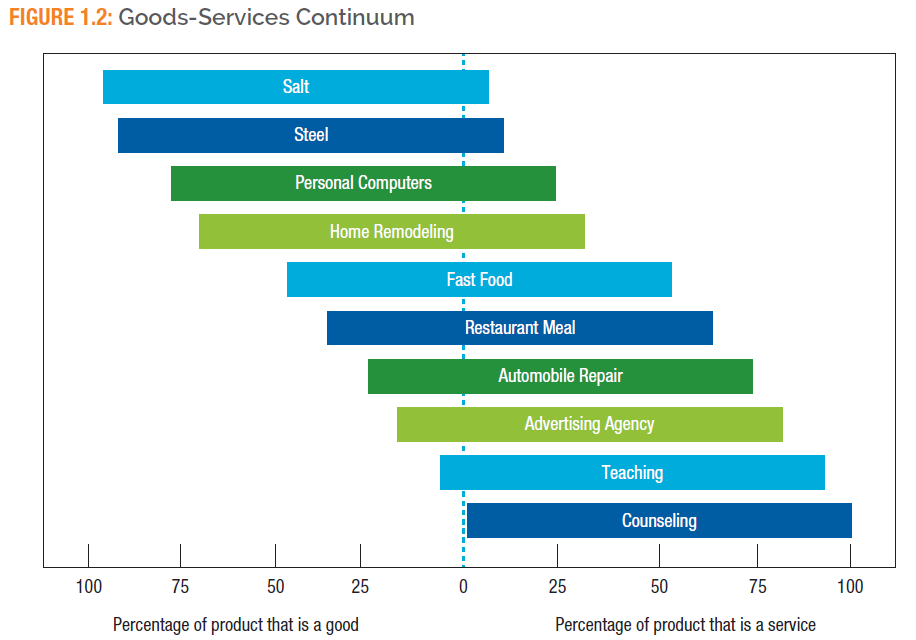 FIGURE 1.2: Goods-Services Continuum
Salt
Steel
Personal Computers
Home Remodeling
Fast Food
Restaurant Meal
Automobile Repair
Advertising Agency
Teaching
Counseling
100 75 50 25 0 25 50 75 100
Percentage of product that is a good Percentage of product that is a service